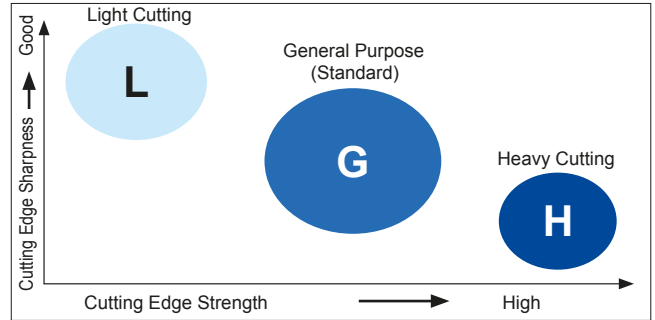 Light Cutting
L
General Purpose
(Standard)
G
Heavy Cutting
H
Cutting Edge Sharpness
Good
Cutting Edge Strength
High